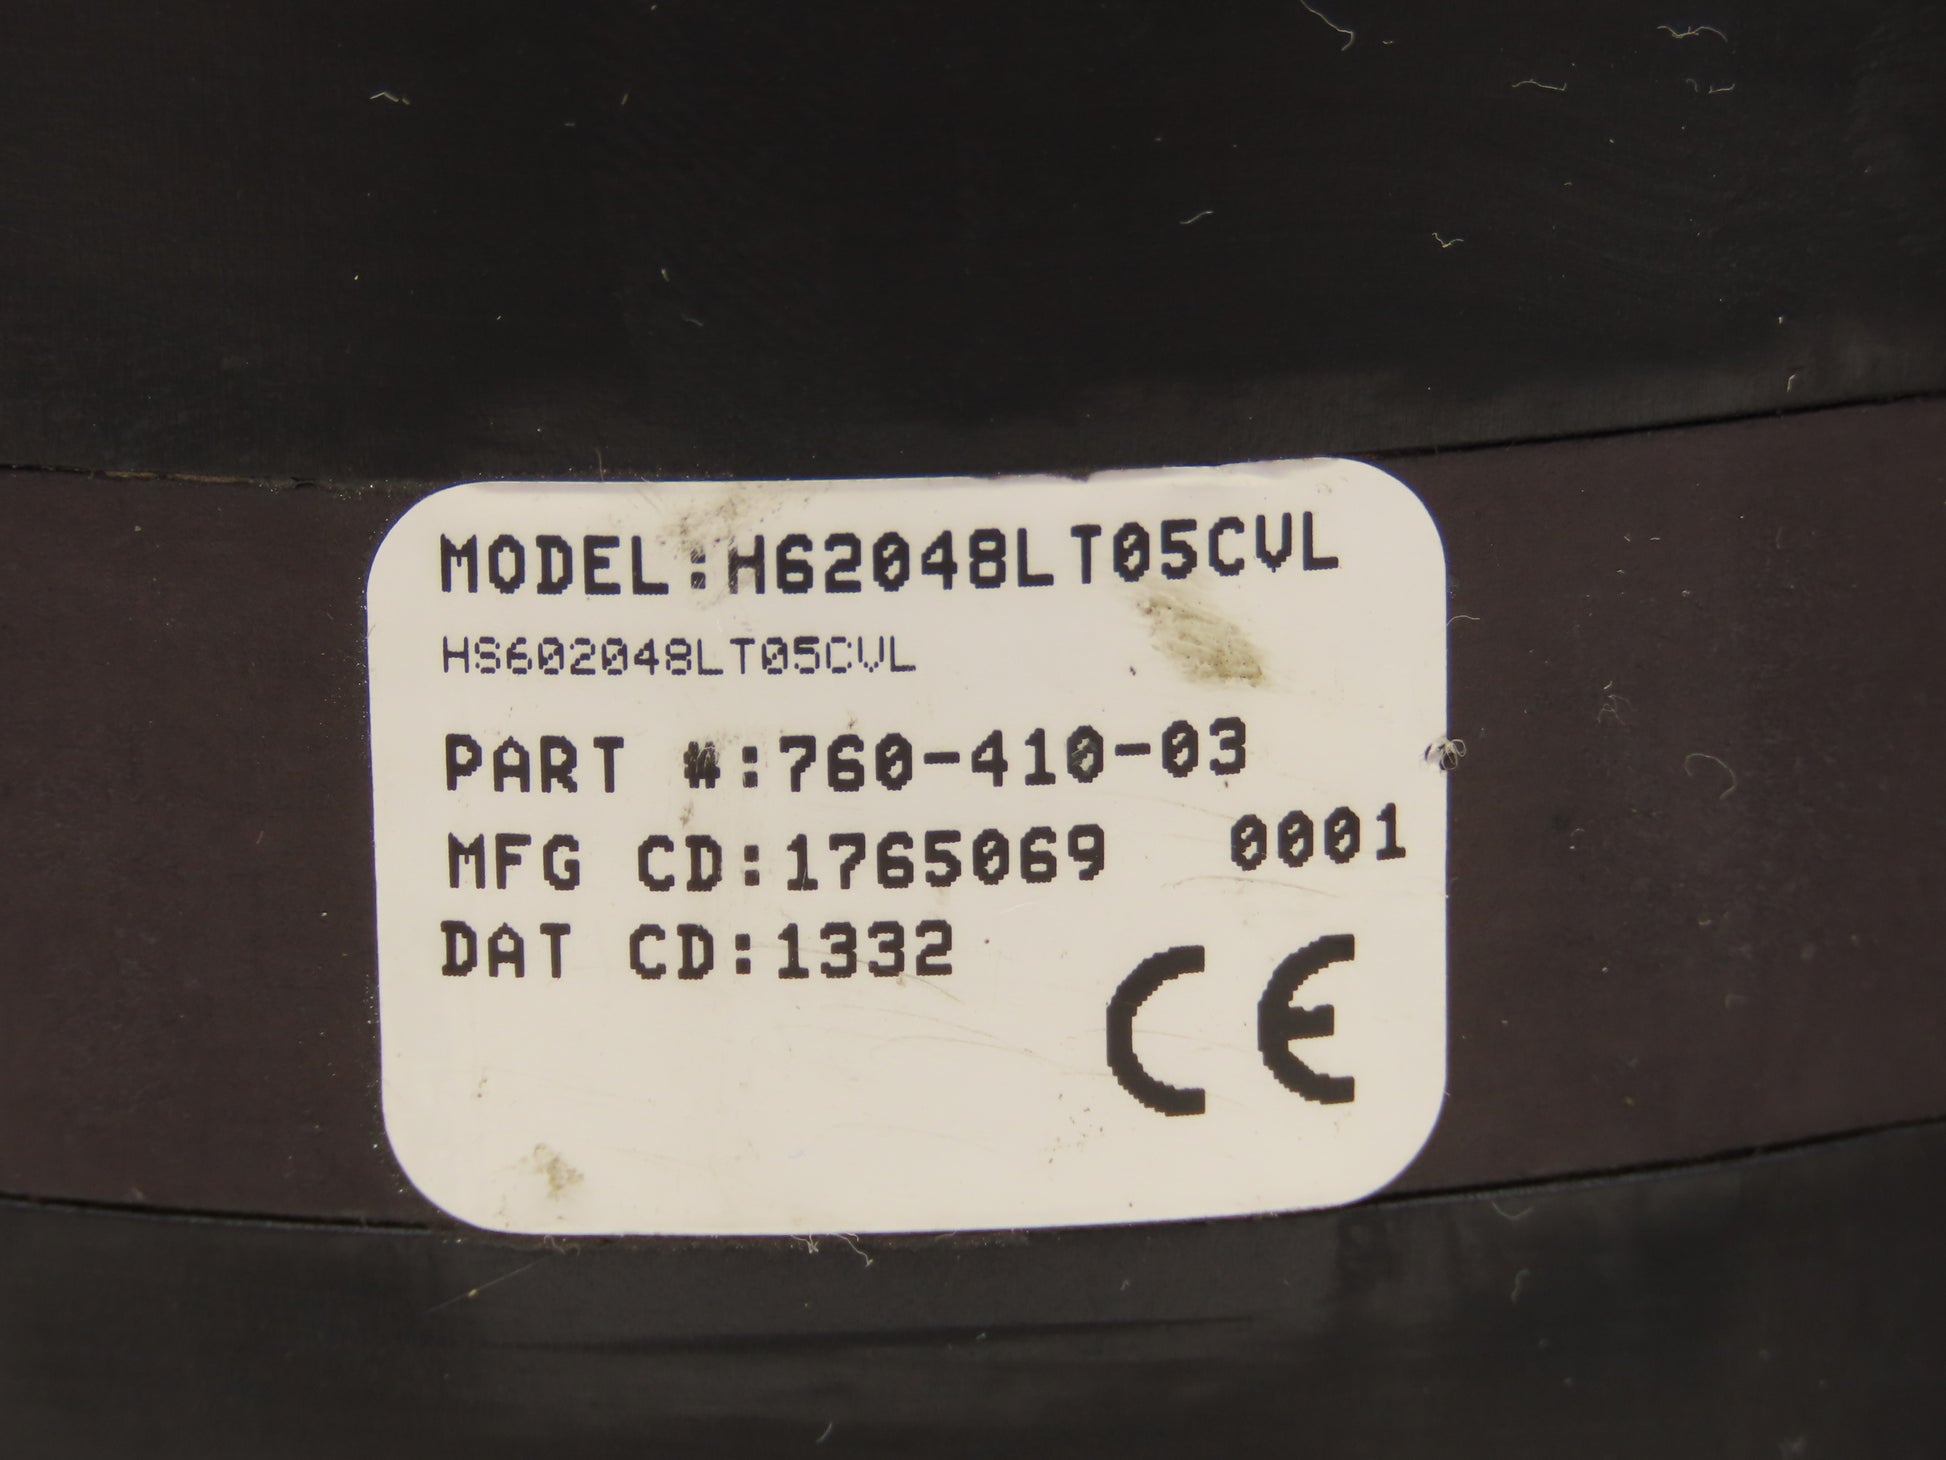 MODEL:H62048LT05CVL
HS602048LT05CVL
PART #:760-410-03
MFG CD:1765069 0001
DAT CD:1332
CE